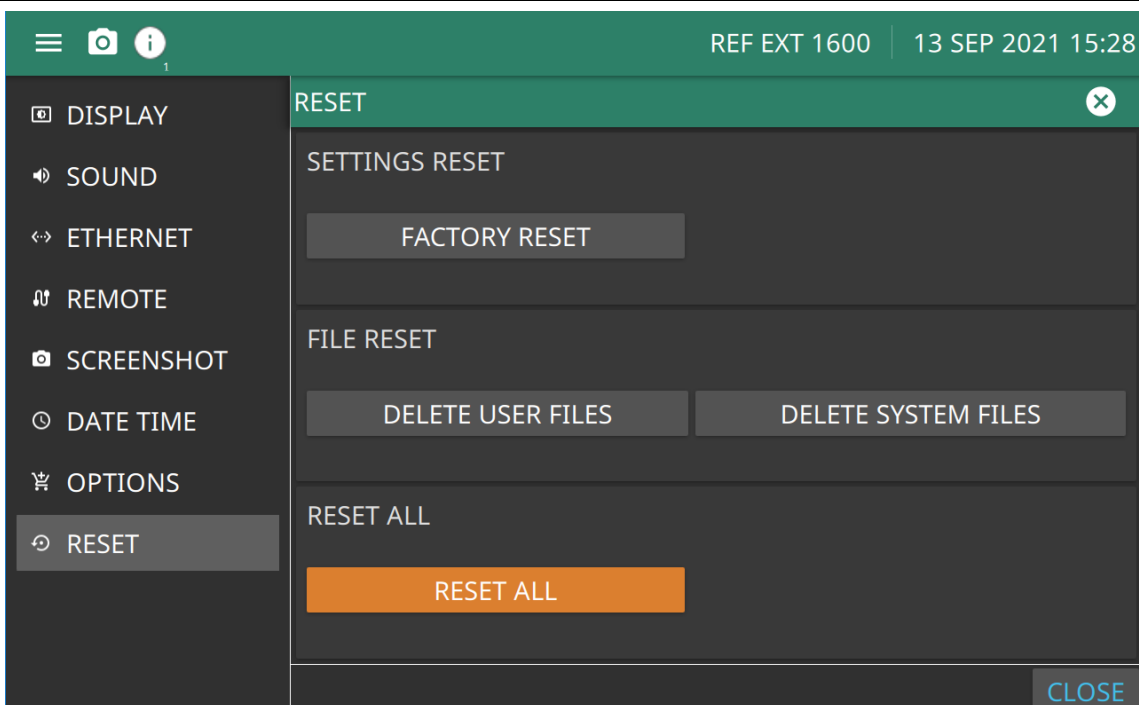 REF EXT 1600 13 SEP 2021 15:28
i
1
DISPLAY
SOUND
ETHERNET
REMOTE
SCREENSHOT
DATE TIME
OPTIONS
RESET
RESET
SETTINGS RESET
FACTORY RESET
FILE RESET
DELETE USER FILES DELETE SYSTEM FILES
RESET ALL
RESET ALL
CLOSE